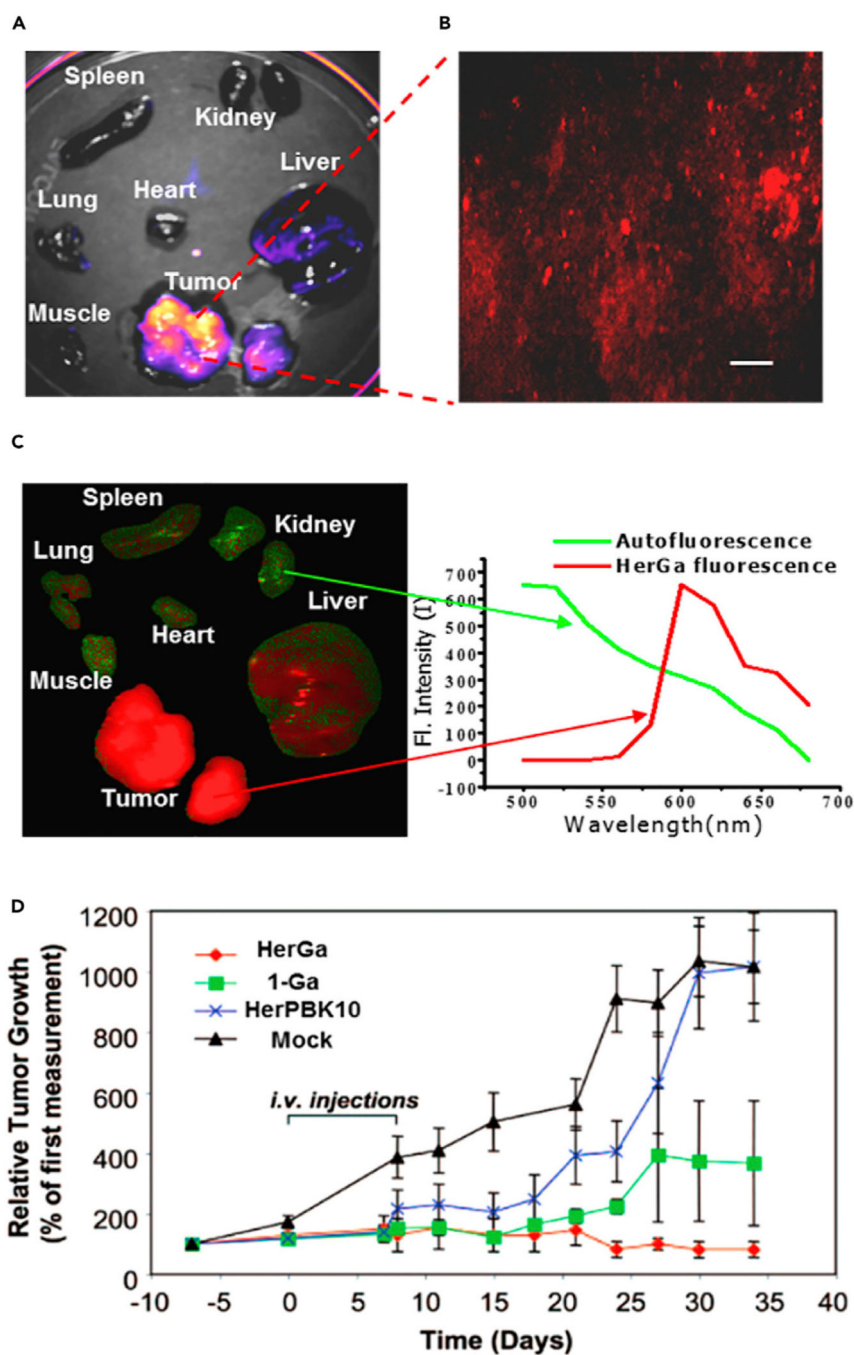 A
B
Spleen
Kidney
Liver
Lung
Heart
Tumor
Muscle
C
Spleen
Kidney
Lung
Liver
Heart
Muscle
Tumor
Autofluorescence
HerGa fluorescence
Fl. Intensity (I)
700
600
500
400
300
200
100
0
-100
500 550 600 650 700
Wavelength(nm)
D
Relative Tumor Growth
(% of first measurement)
1200
1000
800
600
400
200
0
HerGa
1-Ga
HerPBK10
Mock
i.v. injections
-10 -5 0 5 10 15 20 25 30 35 40
Time (Days)